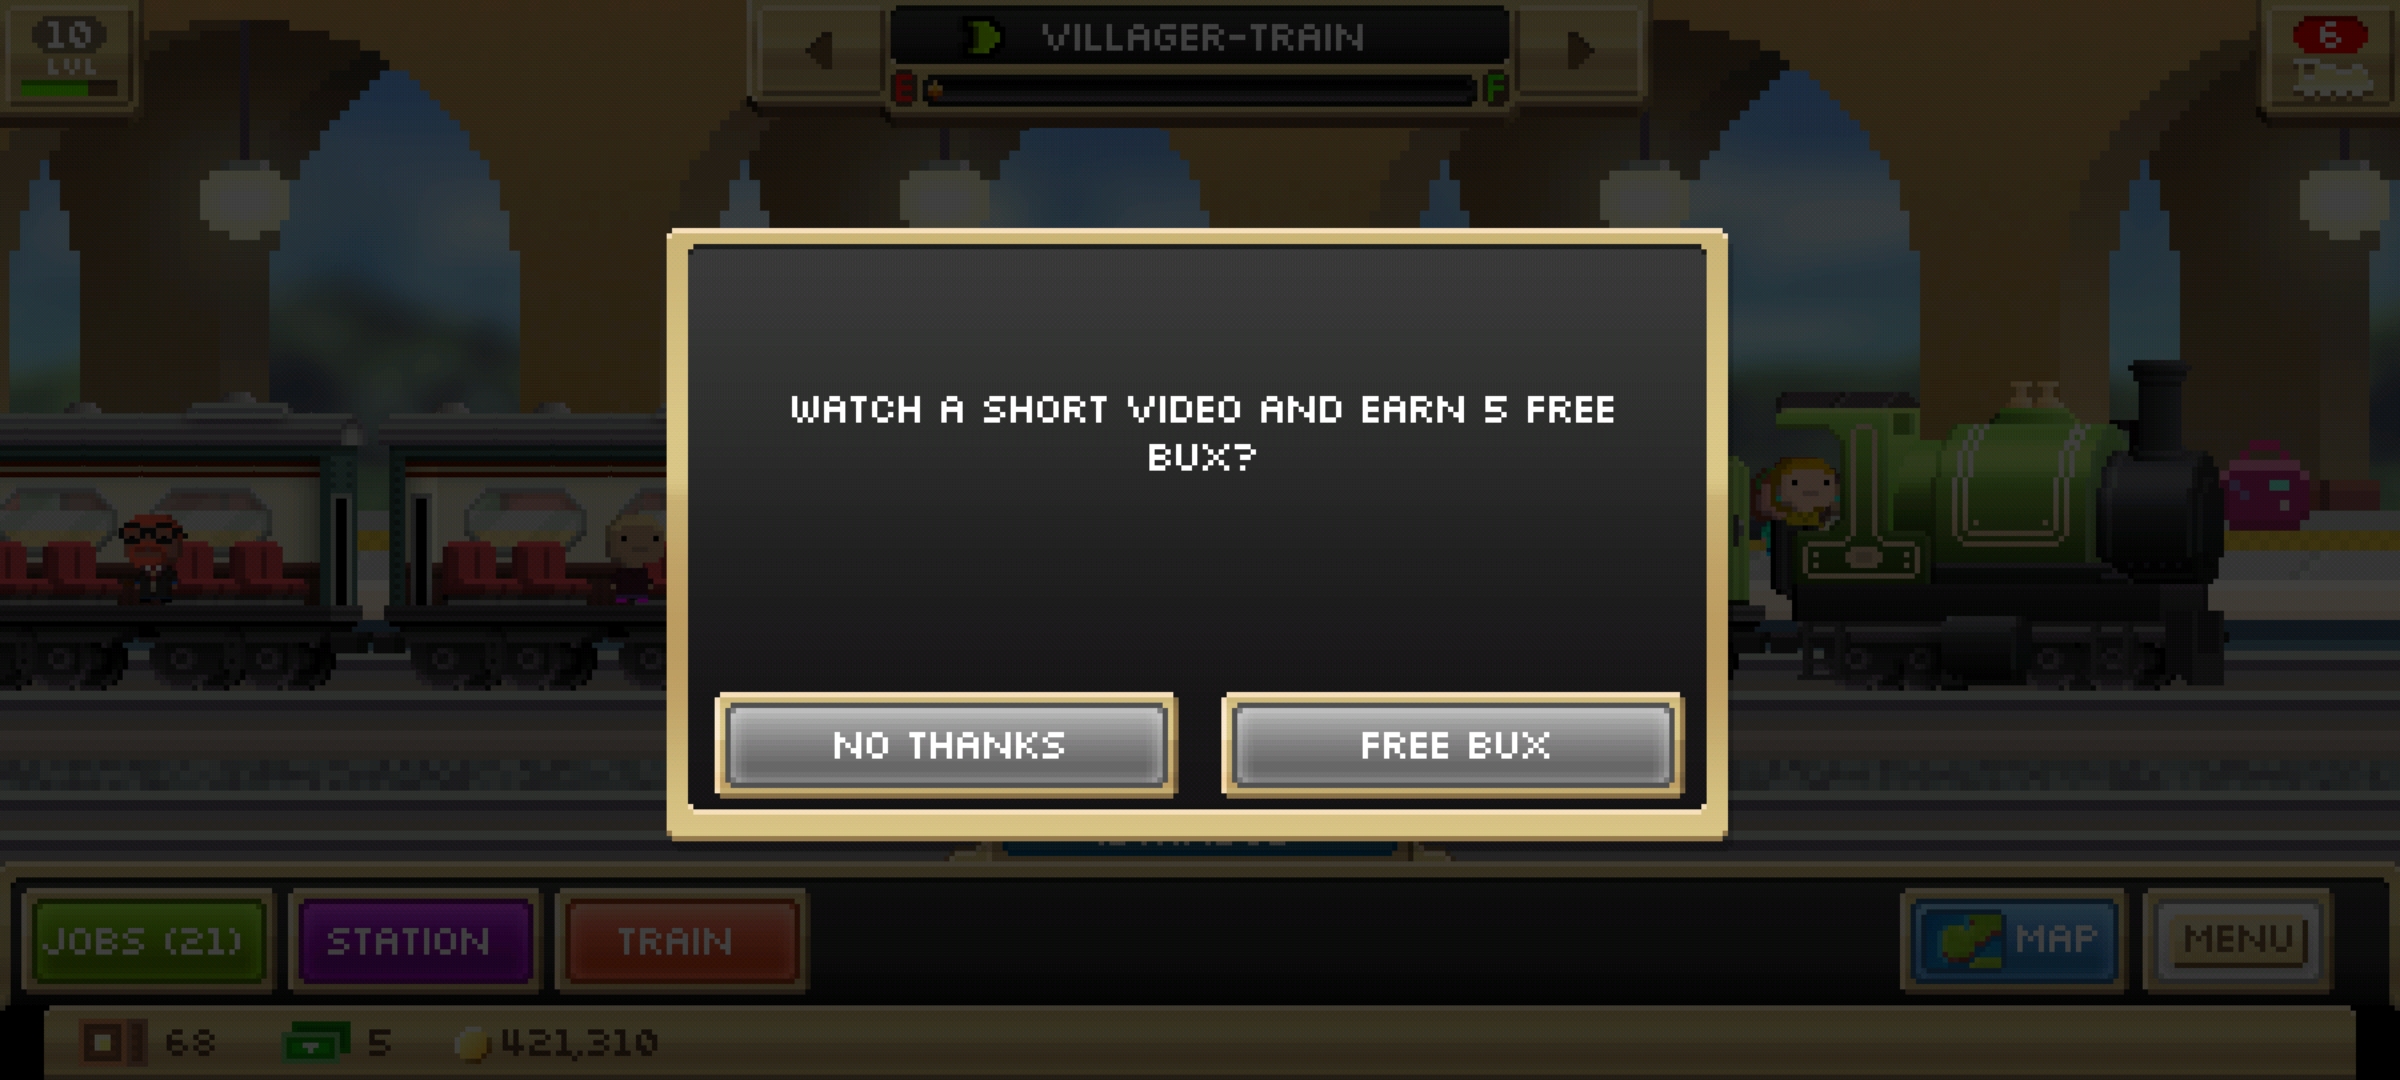 10
LVL
VILLAGER-TRAIN
E F
6
WATCH A SHORT VIDEO AND EARN 5 FREE
BUX?
NO THANKS
FREE BUX
JOBS (21)
STATION
TRAIN
MAP
MENU
68
5
421,310